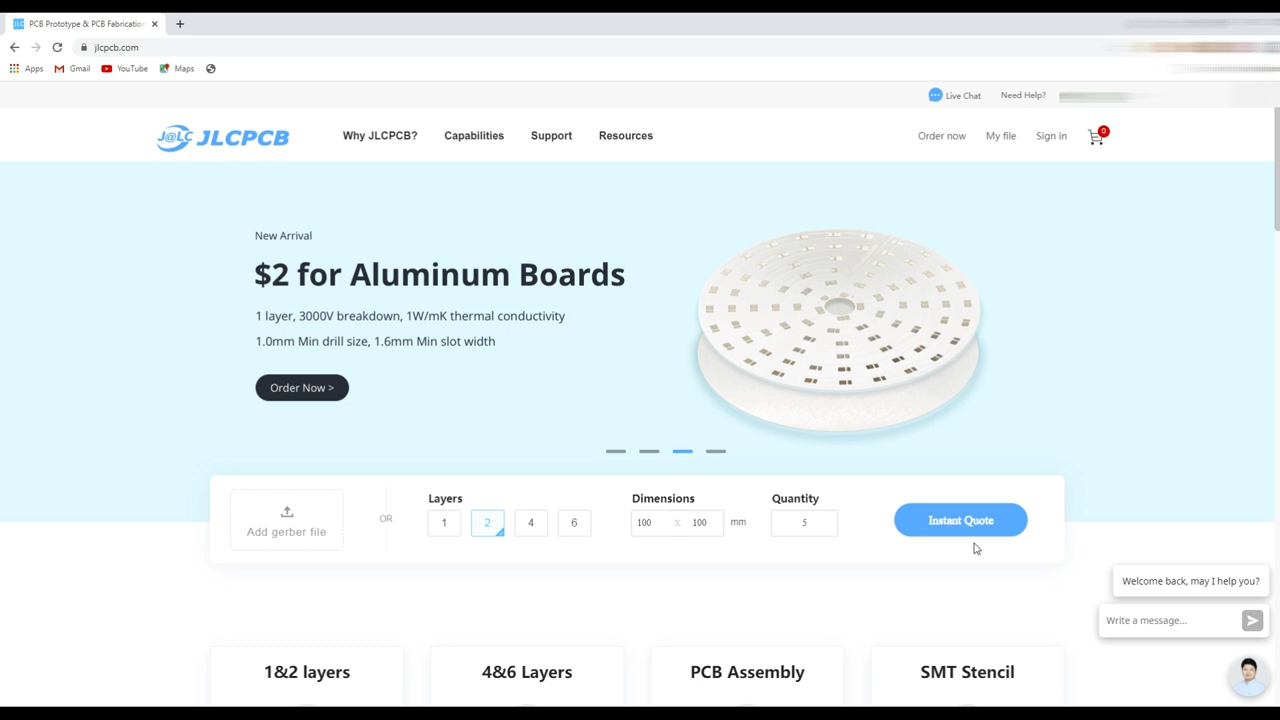 PCB Prototype & PCB Fabrication
jlcpcb.com
Apps Gmail YouTube Maps
Live Chat Need Help?
J@LC JLCPCB Why JLCPCB? Capabilities Support Resources Order now My file Sign in 0
New Arrival
$2 for Aluminum Boards
1 layer, 3000V breakdown, 1W/mK thermal conductivity
1.0mm Min drill size, 1.6mm Min slot width
Order Now >
Layers Dimensions Quantity
Add gerber file OR 1 2 4 6 100 x 100 mm 5 Instant Quote
Welcome back, may I help you?
Write a message...
1&2 layers 4&6 Layers PCB Assembly SMT Stencil